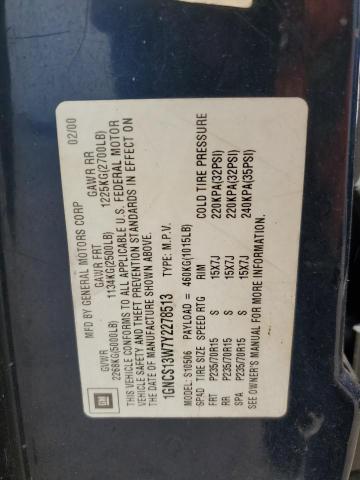 MFD BY GENERAL MOTORS CORP 02/00
GVWR GAWR FRT GAWR RR
2268KG(5000LB) 1134KG(2500LB) 1225KG(2700LB)
THIS VEHICLE CONFORMS TO ALL APPLICABLE U.S. FEDERAL MOTOR
VEHICLE SAFETY AND THEFT PREVENTION STANDARDS IN EFFECT ON
THE DATE OF MANUFACTURE SHOWN ABOVE.
1GNCS13W7Y2278513 TYPE: M.P.V.
MODEL: S10506 PAYLOAD = 460KG(1015LB)
GPAD TIRE SIZE SPEED RTG RIM COLD TIRE PRESSURE
FRT P235/70R15 S 15X7J 220KPA(32PSI)
RR P235/70R15 S 15X7J 220KPA(32PSI)
SPA P235/70R15 S 15X7J 240KPA(35PSI)
SEE OWNER'S MANUAL FOR MORE INFORMATION.
GM